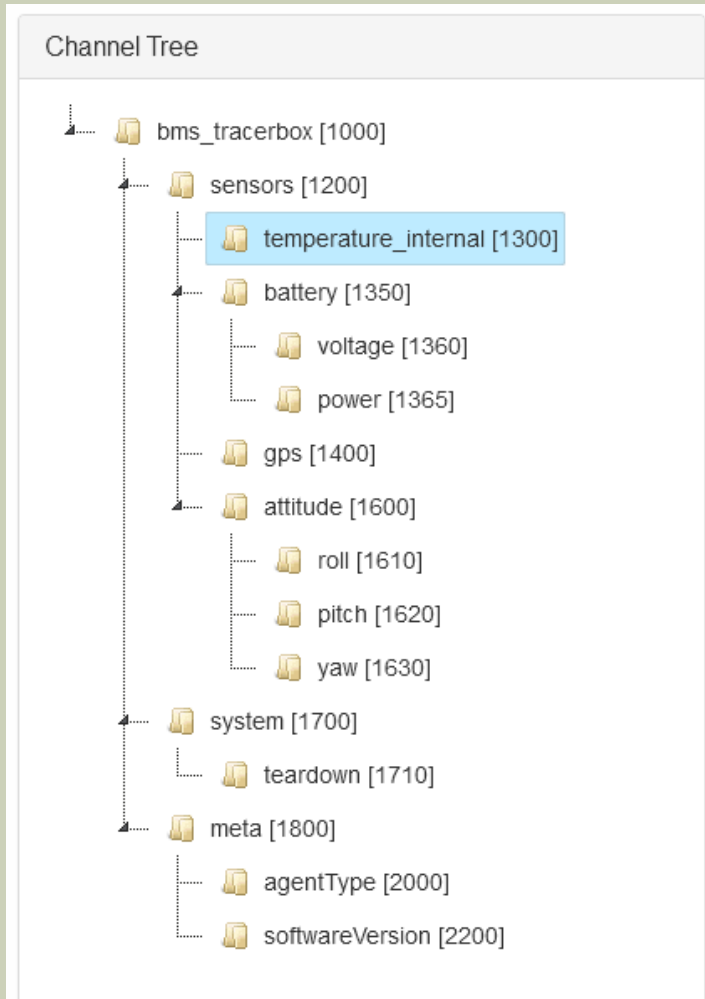 Channel Tree
bms_tracerbox [1000]
sensors [1200]
temperature_internal [1300]
battery [1350]
voltage [1360]
power [1365]
gps [1400]
attitude [1600]
roll [1610]
pitch [1620]
yaw [1630]
system [1700]
teardown [1710]
meta [1800]
agentType [2000]
softwareVersion [2200]